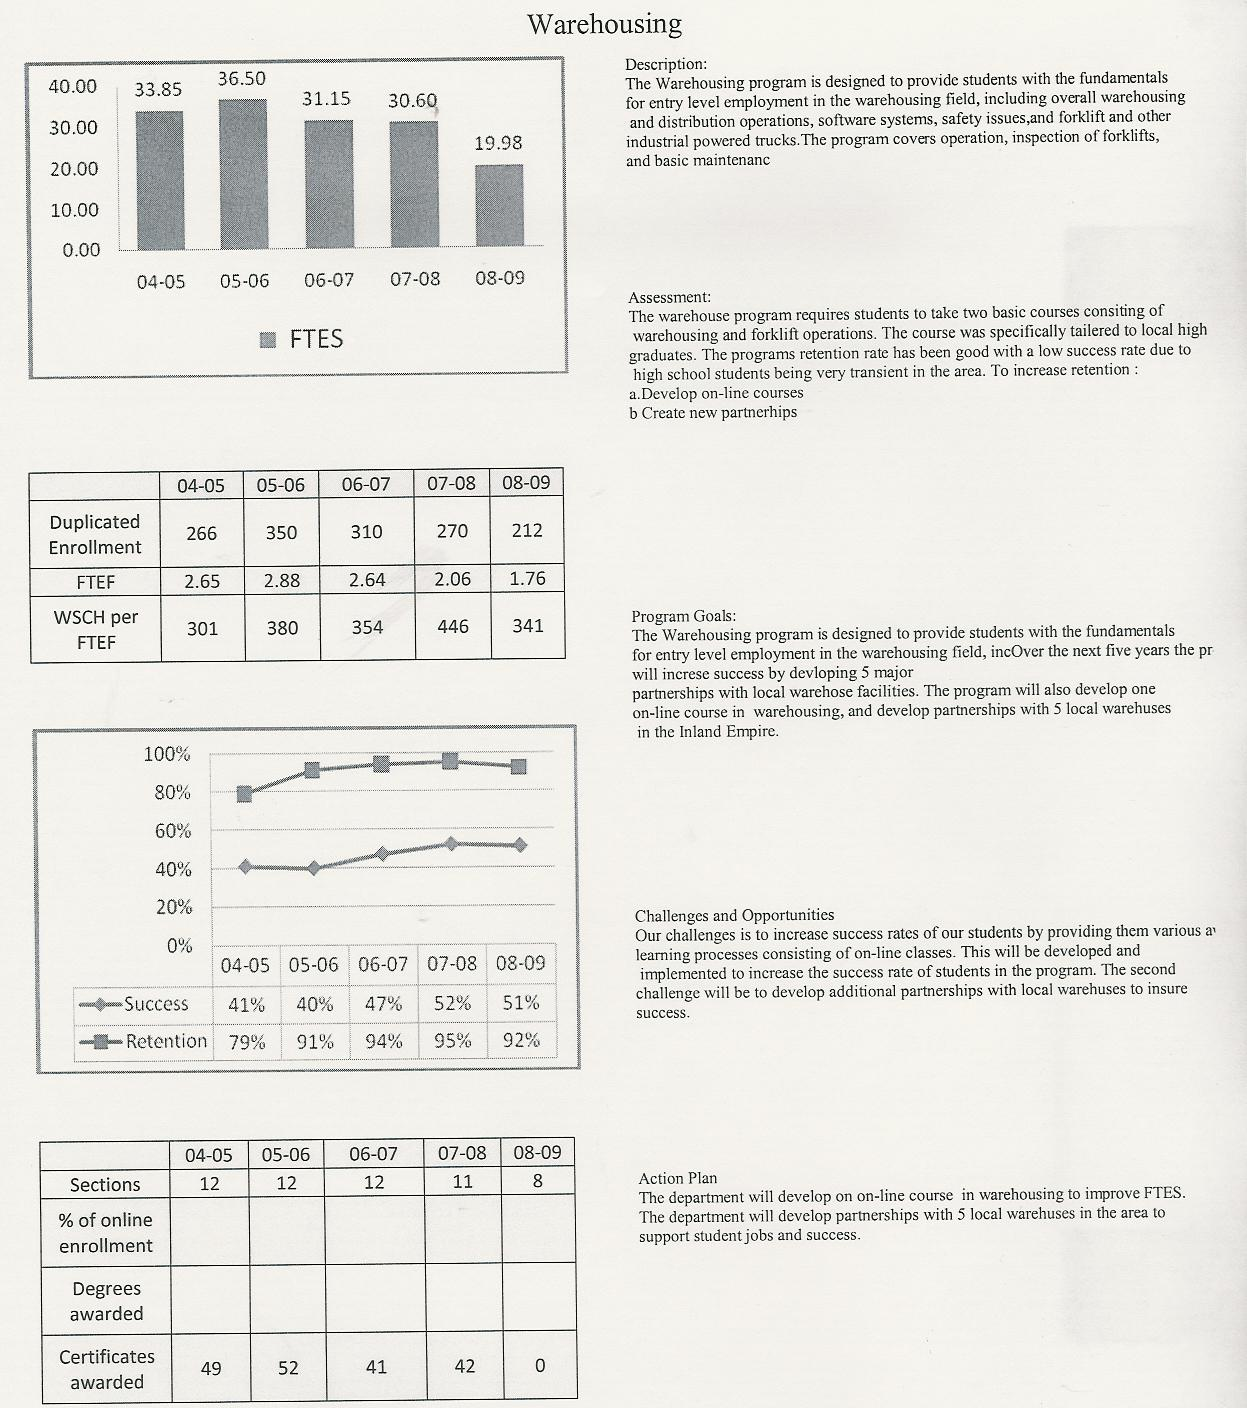 Warehousing
40.00
30.00
20.00
10.00
0.00
33.85
36.50
31.15
30.60
19.98
04-05 05-06 06-07 07-08 08-09
FTES
Description:
The Warehousing program is designed to provide students with the fundamentals
for entry level employment in the warehousing field, including overall warehousing
and distribution operations, software systems, safety issues,and forklift and other
industrial powered trucks.The program covers operation, inspection of forklifts,
and basic maintenanc
Assessment:
The warehouse program requires students to take two basic courses consiting of
warehousing and forklift operations. The course was specifically tailered to local high
graduates. The programs retention rate has been good with a low success rate due to
high school students being very transient in the area. To increase retention :
a.Develop on-line courses
b Create new partnerhips
04-05 05-06 06-07 07-08 08-09
Duplicated
Enrollment
266 350 310 270 212
FTEF 2.65 2.88 2.64 2.06 1.76
WSCH per
FTEF
301 380 354 446 341
Program Goals:
The Warehousing program is designed to provide students with the fundamentals
for entry level employment in the warehousing field, incOver the next five years the pr
will increse success by devloping 5 major
partnerships with local warehose facilities. The program will also develop one
on-line course in warehousing, and develop partnerships with 5 local warehuses
in the Inland Empire.
100%
80%
60%
40%
20%
0%
04-05 05-06 06-07 07-08 08-09
Success 41% 40% 47% 52% 51%
Retention 79% 91% 94% 95% 92%
Challenges and Opportunities
Our challenges is to increase success rates of our students by providing them various
learning processes consisting of on-line classes. This will be developed and
implemented to increase the success rate of students in the program. The second
challenge will be to develop additional partnerships with local warehuses to insure
success.
04-05 05-06 06-07 07-08 08-09
Sections 12 12 12 11 8
% of online
enrollment
Degrees
awarded
Certificates
awarded
49 52 41 42 0
Action Plan
The department will develop on on-line course in warehousing to improve FTES.
The department will develop partnerships with 5 local warehuses in the area to
support student jobs and success.